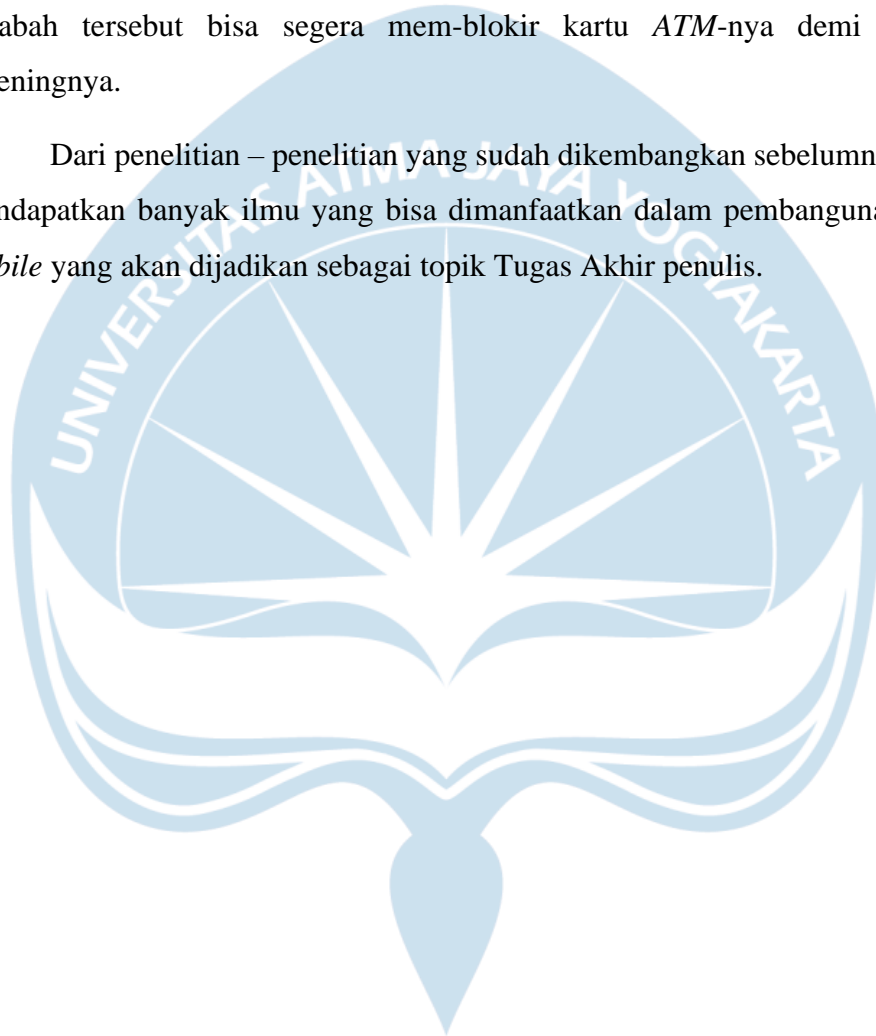 abah tersebut bisa segera mem-blokir kartu ATM-nya demi
eningnya.
Dari penelitian – penelitian yang sudah dikembangkan sebelumn
ndapatkan banyak ilmu yang bisa dimanfaatkan dalam pembanguna
bile yang akan dijadikan sebagai topik Tugas Akhir penulis.
UNIVERSITAS ATMA JAYA YOGYAKARTA